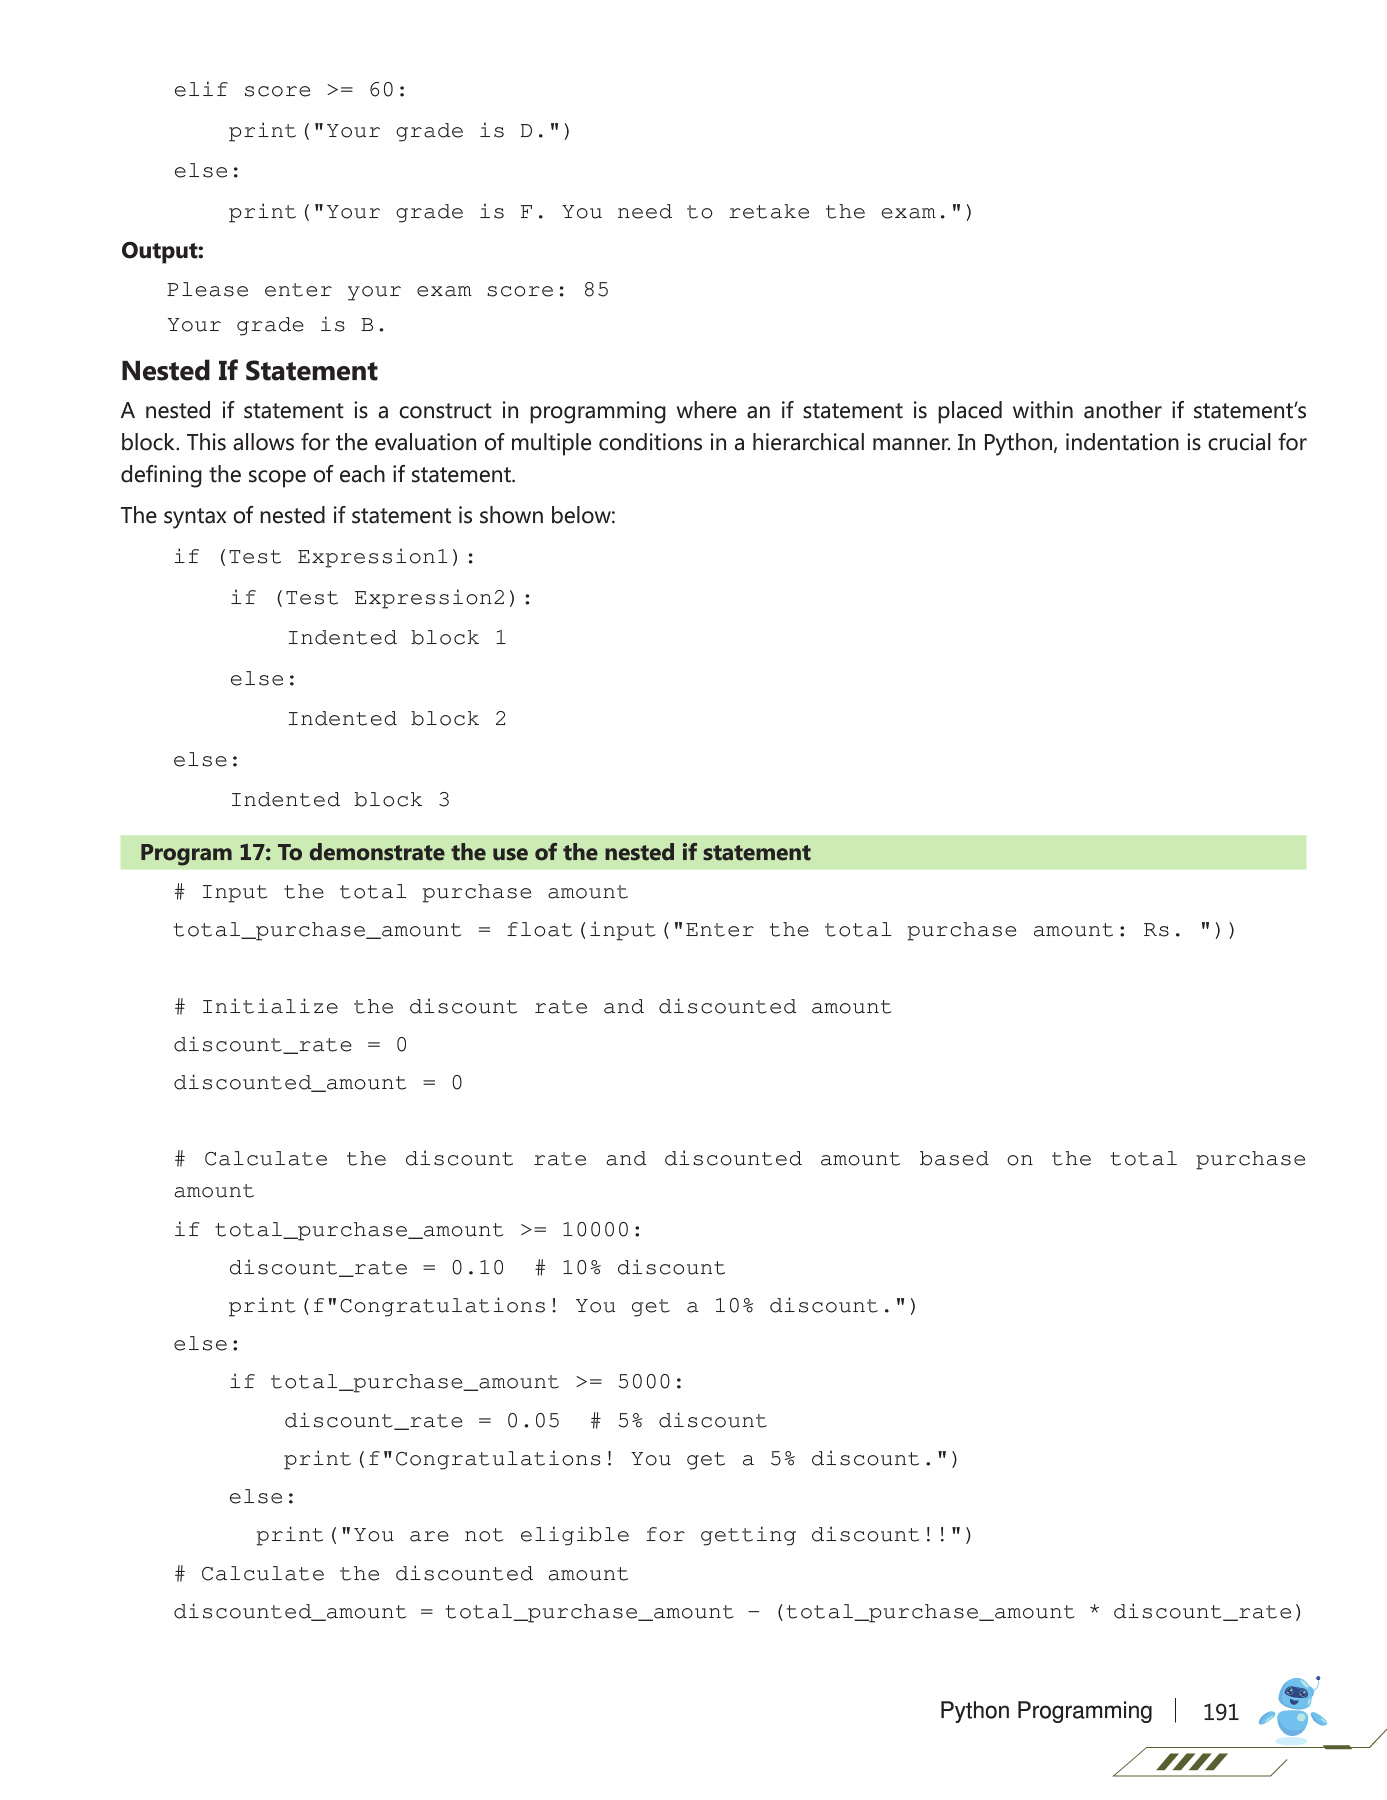 elif score >= 60:
    print("Your grade is D.")
else:
    print("Your grade is F. You need to retake the exam.")
Output:
Please enter your exam score: 85
Your grade is B.
Nested If Statement
A nested if statement is a construct in programming where an if statement is placed within another if statement's
block. This allows for the evaluation of multiple conditions in a hierarchical manner. In Python, indentation is crucial for
defining the scope of each if statement.
The syntax of nested if statement is shown below:
if (Test Expression1):
    if (Test Expression2):
        Indented block 1
    else:
        Indented block 2
else:
    Indented block 3
Program 17: To demonstrate the use of the nested if statement
# Input the total purchase amount
total_purchase_amount = float(input("Enter the total purchase amount: Rs. "))
# Initialize the discount rate and discounted amount
discount_rate = 0
discounted_amount = 0
# Calculate the discount rate and discounted amount based on the total purchase
amount
if total_purchase_amount >= 10000:
    discount_rate = 0.10  # 10% discount
    print(f"Congratulations! You get a 10% discount.")
else:
    if total_purchase_amount >= 5000:
        discount_rate = 0.05  # 5% discount
        print(f"Congratulations! You get a 5% discount.")
    else:
      print("You are not eligible for getting discount!!")
# Calculate the discounted amount
discounted_amount = total_purchase_amount – (total_purchase_amount * discount_rate)
Python Programming | 191